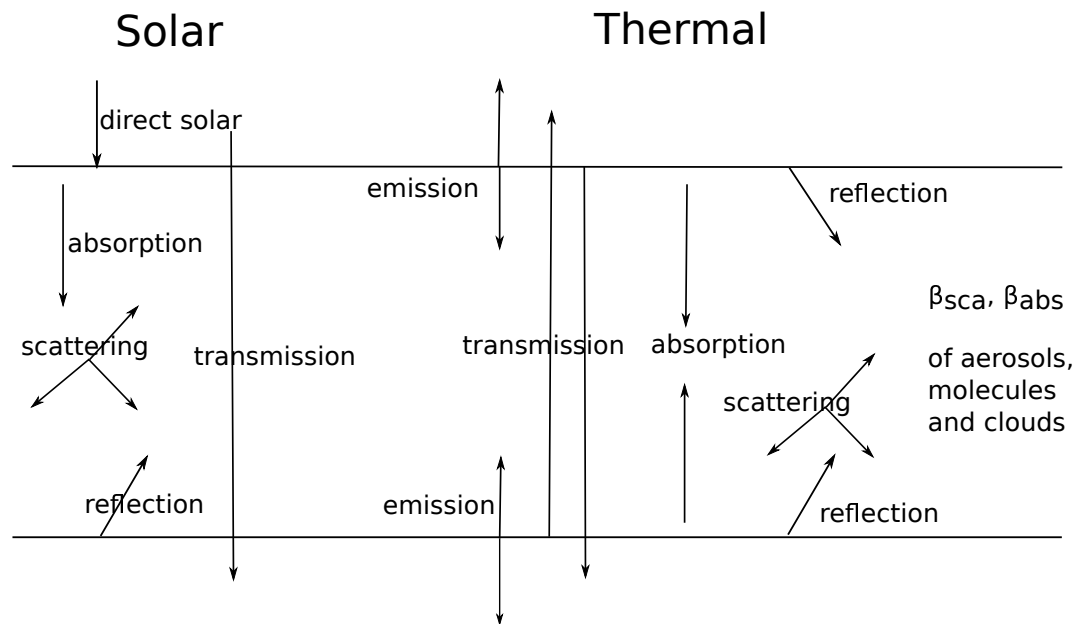 Solar
Thermal
direct solar
emission
reflection
absorption
βsca, βabs
scattering
transmission
transmission
absorption
of aerosols,
molecules
and clouds
scattering
reflection
emission
reflection